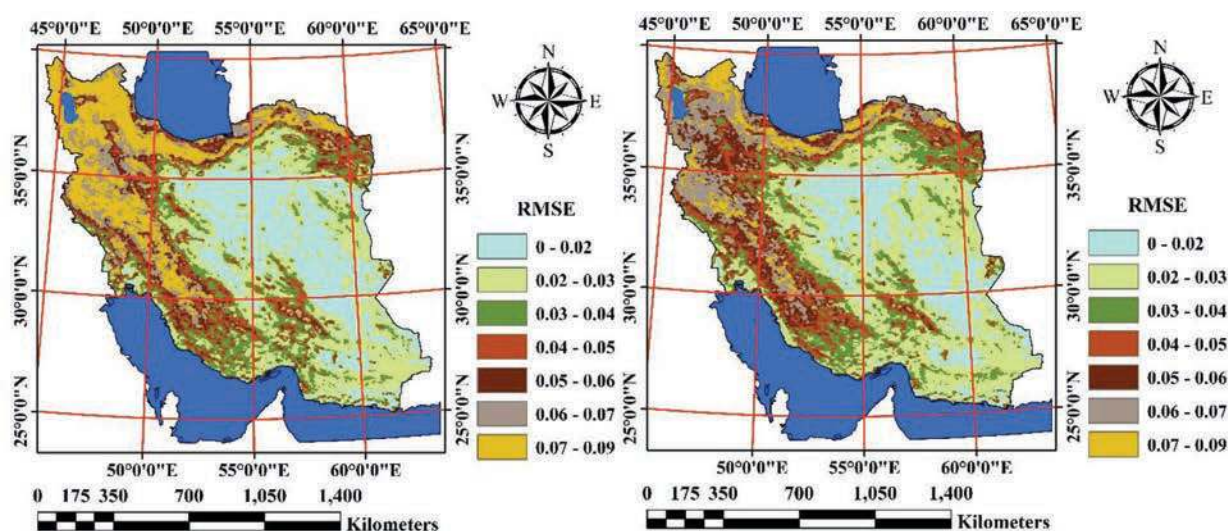 45°0'0"E 50°0'0"E 55°0'0"E 60°0'0"E 65°0'0"E
35°0'0"N
30°0'0"N
25°0'0"N
35°0'0"N
30°0'0"N
25°0'0"N
50°0'0"E 55°0'0"E 60°0'0"E
N
W E
S
RMSE
0 - 0.02
0.02 - 0.03
0.03 - 0.04
0.04 - 0.05
0.05 - 0.06
0.06 - 0.07
0.07 - 0.09
0 175 350 700 1,050 1,400
Kilometers
45°0'0"E 50°0'0"E 55°0'0"E 60°0'0"E 65°0'0"E
35°0'0"N
30°0'0"N
25°0'0"N
35°0'0"N
30°0'0"N
25°0'0"N
50°0'0"E 55°0'0"E 60°0'0"E
N
W E
S
RMSE
0 - 0.02
0.02 - 0.03
0.03 - 0.04
0.04 - 0.05
0.05 - 0.06
0.06 - 0.07
0.07 - 0.09
0 175 350 700 1,050 1,400
Kilometers